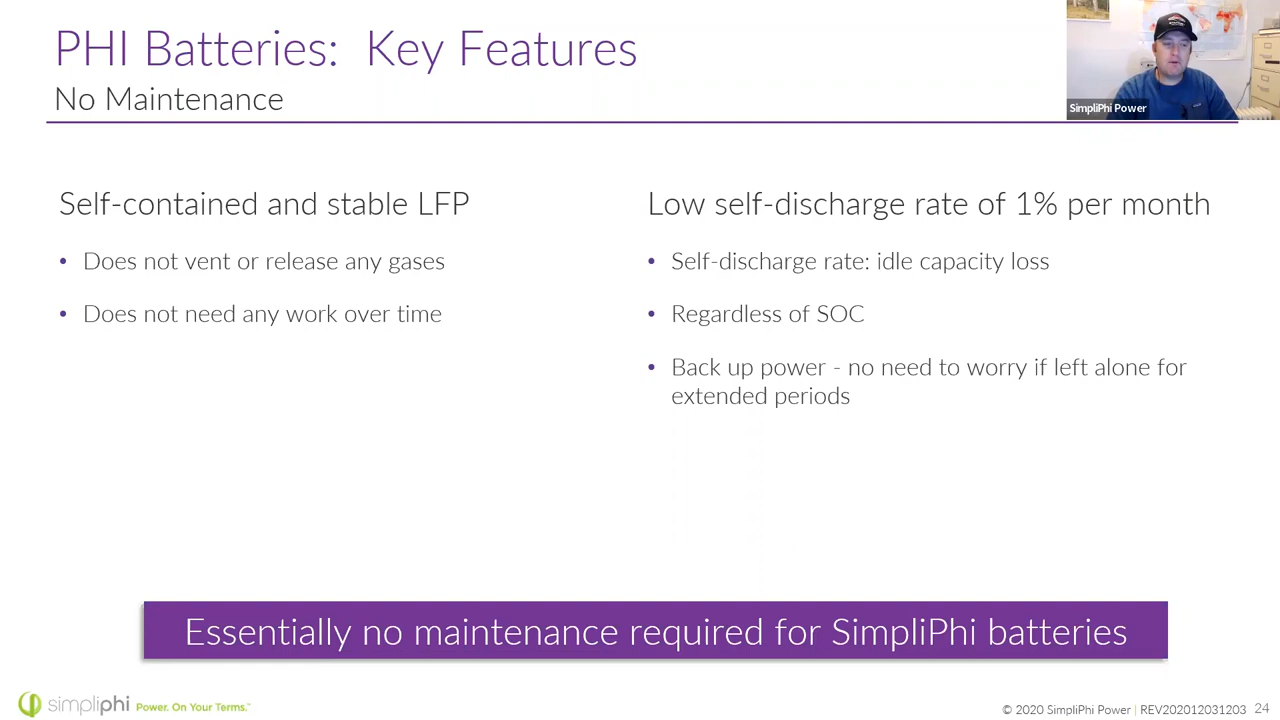 PHI Batteries: Key Features
No Maintenance
SimpliPhi Power
Self-contained and stable LFP
• Does not vent or release any gases
• Does not need any work over time
Low self-discharge rate of 1% per month
• Self-discharge rate: idle capacity loss
• Regardless of SOC
• Back up power - no need to worry if left alone for
extended periods
Essentially no maintenance required for SimpliPhi batteries
simpliphi Power. On Your Terms.™
© 2020 SimpliPhi Power | REV202012031203 24